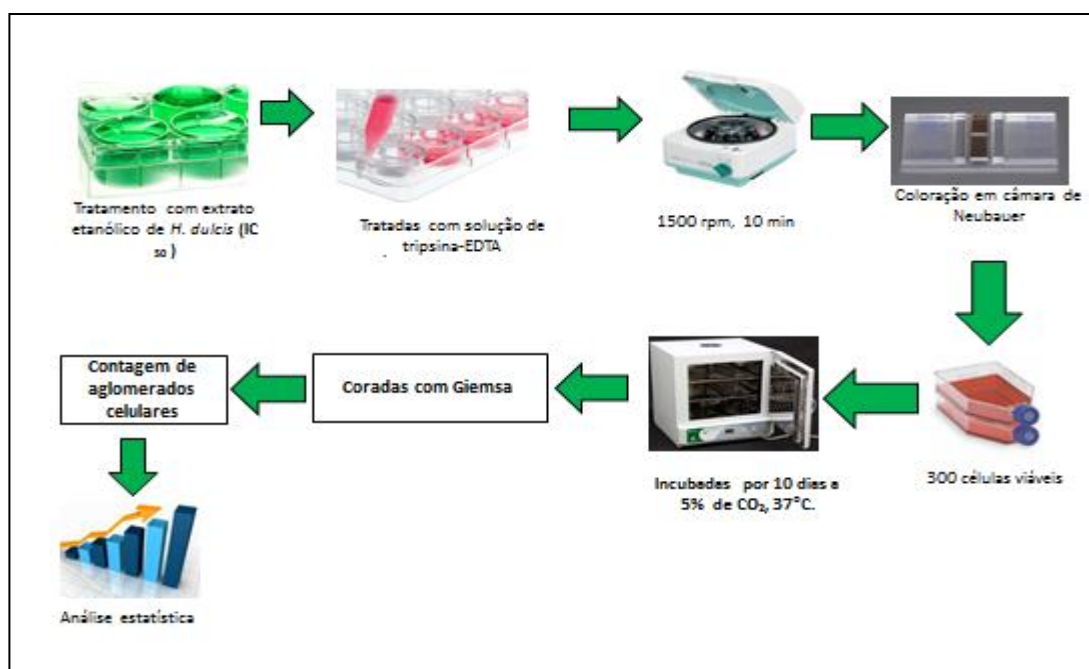 Tratamento com extrato
etanólico de H. dulcis (IC
50 )
Tratadas com solução de
tripsina-EDTA
.
1500 rpm, 10 min
Coloração em câmara de
Neubauer
300 células viáveis
Incubadas por 10 dias a
5% de CO₂, 37°C.
Coradas com Giemsa
Contagem de
aglomerados
celulares
Análise estatística